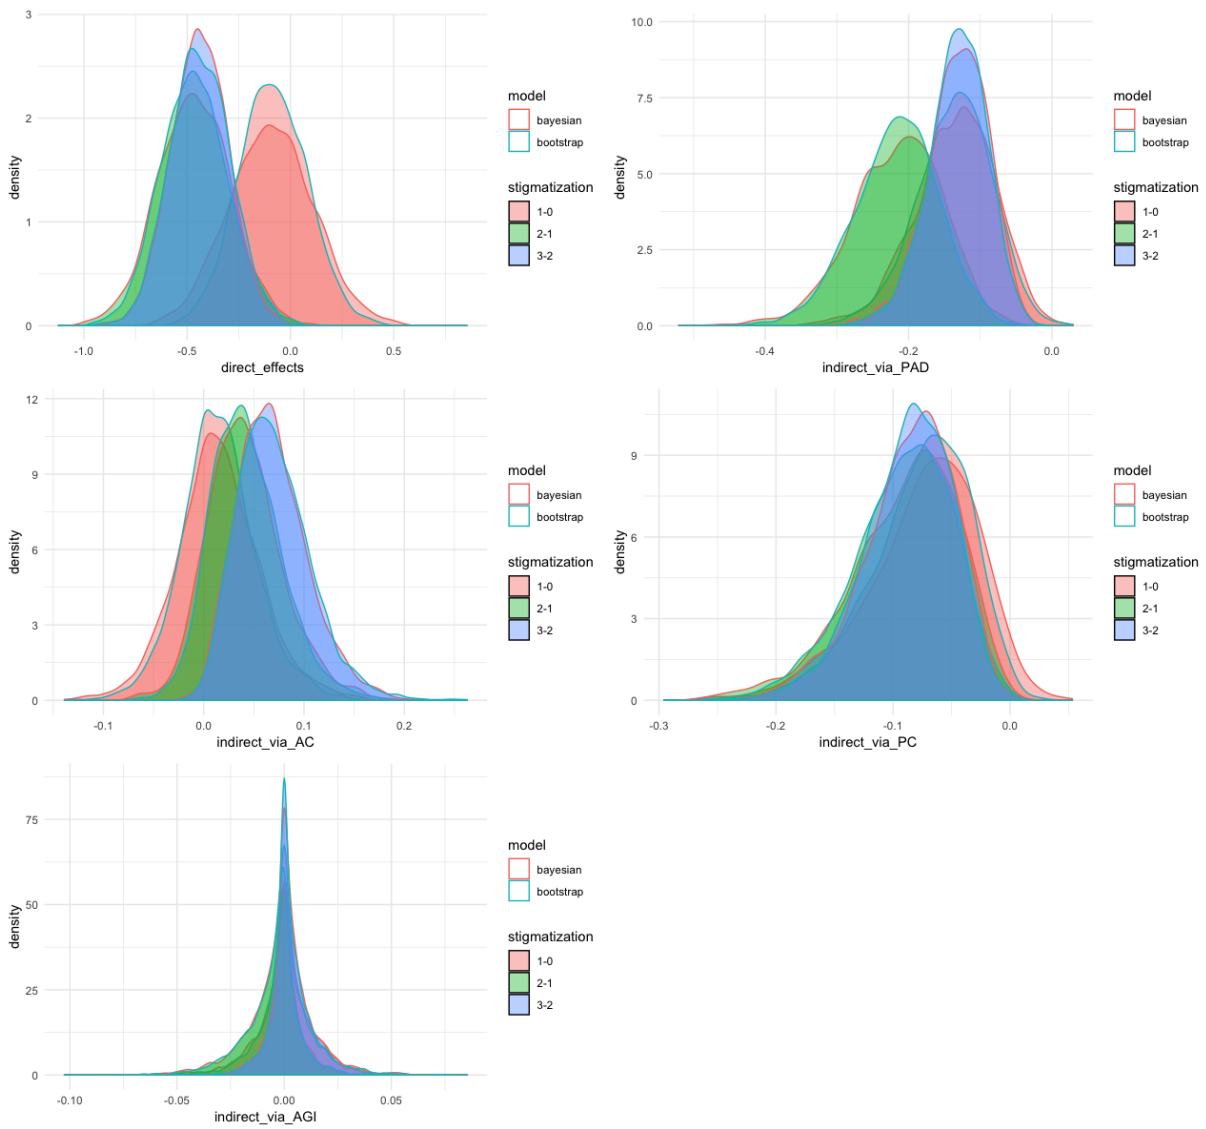 3
2
1
0
density
-1.0
-0.5
0.0
0.5
direct_effects
model
bayesian
bootstrap
stigmatization
1-0
2-1
3-2
10.0
7.5
5.0
2.5
0.0
density
-0.4
-0.2
0.0
indirect_via_PAD
model
bayesian
bootstrap
stigmatization
1-0
2-1
3-2
12
9
6
3
0
density
-0.1
0.0
0.1
0.2
indirect_via_AC
model
bayesian
bootstrap
stigmatization
1-0
2-1
3-2
9
6
3
0
density
-0.3
-0.2
-0.1
0.0
indirect_via_PC
model
bayesian
bootstrap
stigmatization
1-0
2-1
3-2
75
50
25
0
density
-0.10
-0.05
0.00
0.05
indirect_via_AGI
model
bayesian
bootstrap
stigmatization
1-0
2-1
3-2